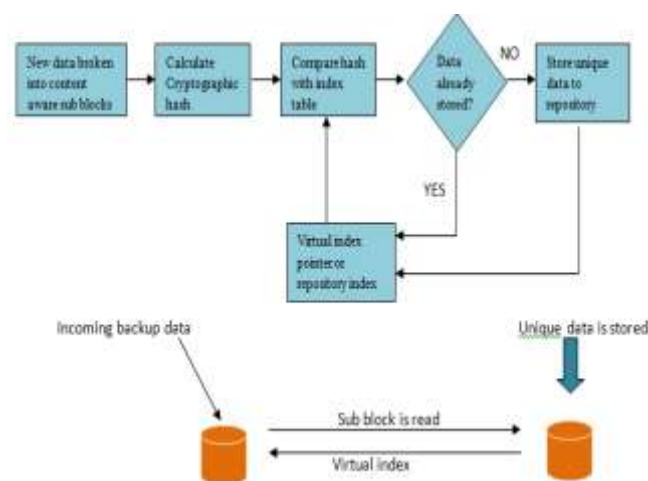 New data broken
into content
aware sub blocks
Calculate
Cryptographic
hash
Compare hash
with index
table
Data
already
stored?
NO
Store unique
data to
repository
YES
Virtual index
pointer or
repository index
Incoming backup data
Unique data is stored
Sub block is read
Virtual index